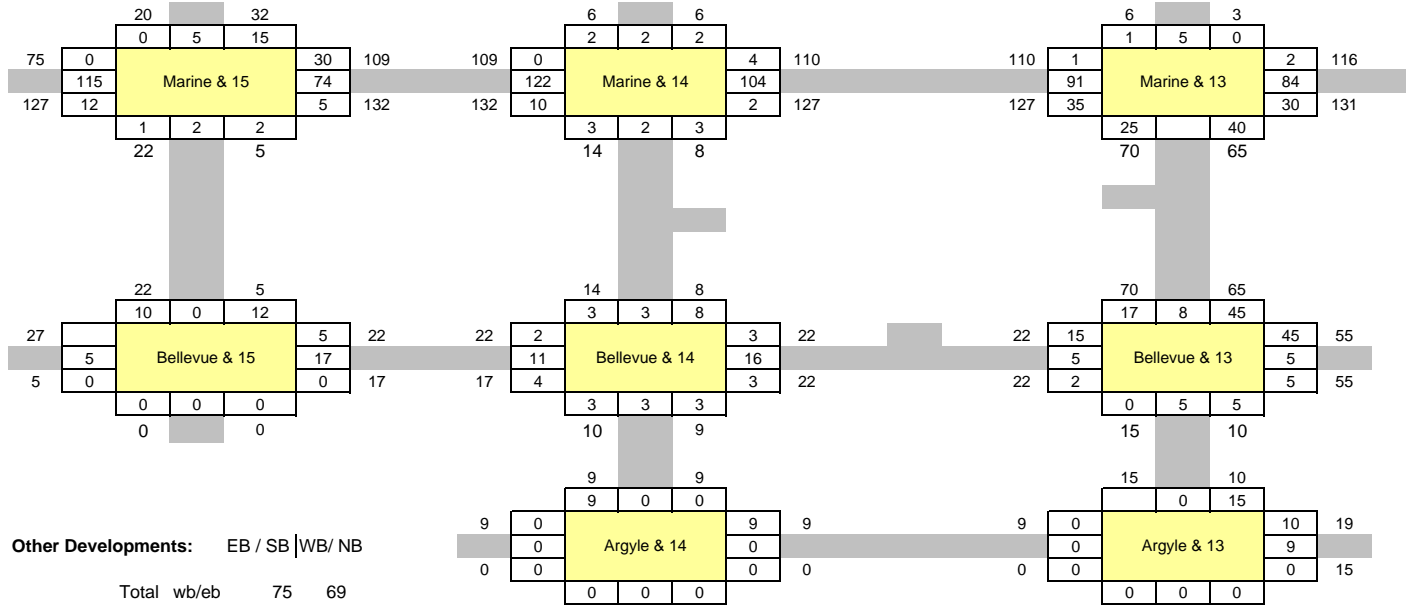 20 32 6 6 6 3
0 5 15 2 2 2 1 5 0
75 0 30 109 109 0 4 110 110 1 2 116
115 Marine & 15 74 122 Marine & 14 104 91 Marine & 13 84
127 12 5 132 132 10 2 127 127 35 30 131
1 2 2 3 2 3 25 40
22 5 14 8 70 65
22 5 14 8 70 65
10 0 12 3 3 8 17 8 45
27 5 22 22 2 3 22 22 15 45 55
5 Bellevue & 15 17 11 Bellevue & 14 16 5 Bellevue & 13 5
5 0 0 17 17 4 3 22 22 2 5 55
0 0 0 3 3 3 0 5 5
0 0 10 9 15 10
9 9 15 10
9 0 0 0 15
9 0 9 9 9 0 10 19
Other Developments: EB / SB WB/ NB 0 Argyle & 14 0 0 Argyle & 13 9
0 0 0 0 0 0 0 15
Total wb/eb 75 69 0 0 0 0 0 0